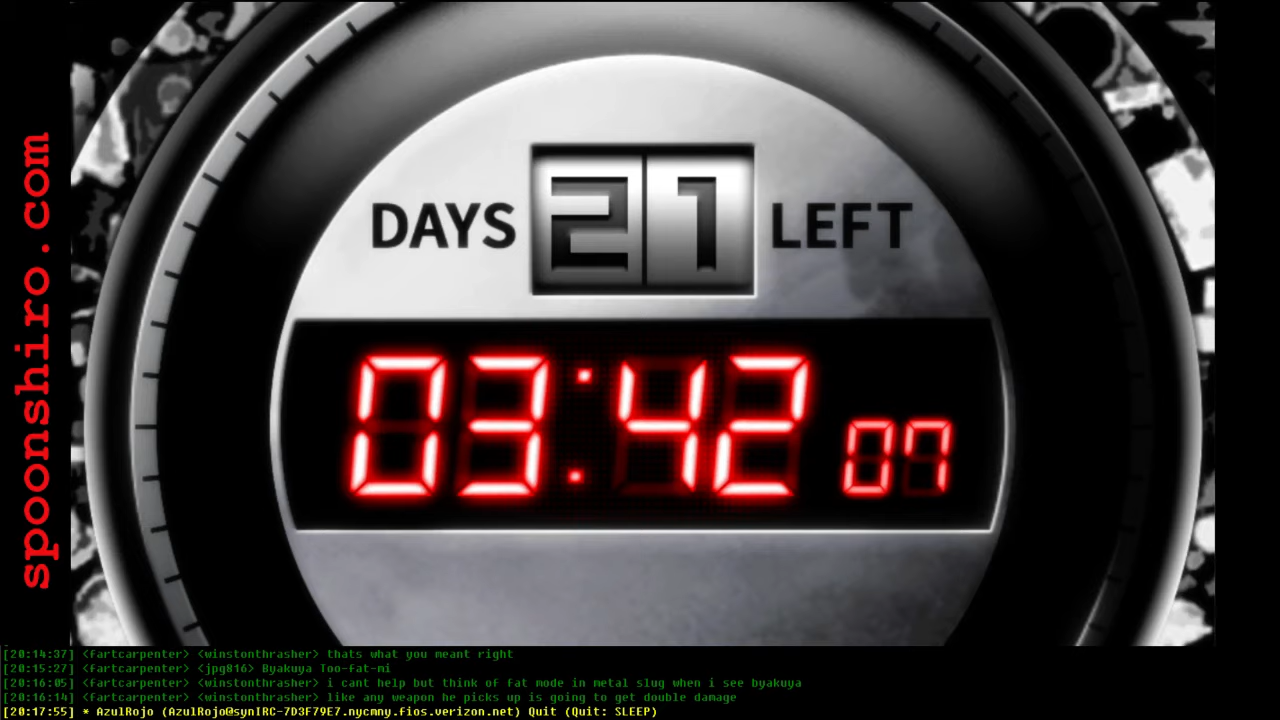 spoonshiro.com
DAYS 21 LEFT
03:42 07
[20:14:37] <fartcarpenter> <winstonthrasher> thats what you meant right
[20:15:27] <fartcarpenter> <jpg816> Byakuya Too-fat-mi
[20:16:05] <fartcarpenter> <winstonthrasher> i cant help but think of fat mode in metal slug when i see byakuya
[20:16:14] <fartcarpenter> <winstonthrasher> like any weapon he picks up is going to get double damage
[20:17:55] * AzulRojo (AzulRojo@synIRC-7D3F79E7.nycmny.fios.verizon.net) Quit (Quit: SLEEP)